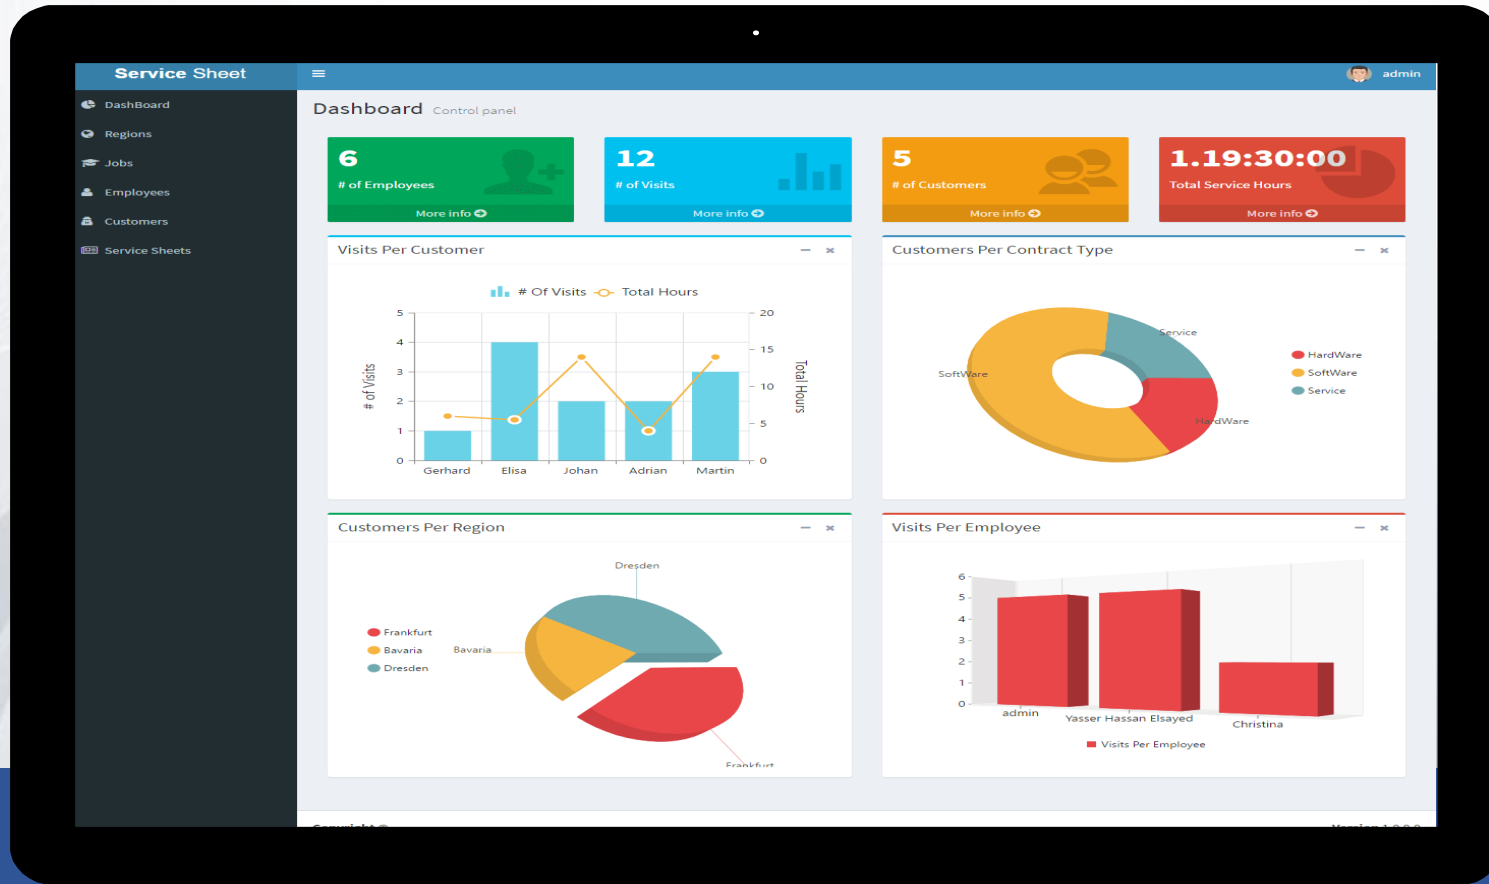 Service Sheet
admin
DashBoard
Regions
Jobs
Employees
Customers
Service Sheets
Dashboard Control panel
6
# of Employees
More info
12
# of Visits
More info
5
# of Customers
More info
1.19:30:00
Total Service Hours
More info
Visits Per Customer
# Of Visits Total Hours
5
4
3
2
1
0
# of Visits
20
15
10
5
0
Total Hours
Gerhard Elisa Johan Adrian Martin
Customers Per Contract Type
Service
SoftWare
HardWare
HardWare
SoftWare
Service
Customers Per Region
Dresden
Bavaria
Frankfurt
Frankfurt
Bavaria
Dresden
Visits Per Employee
6
5
4
3
2
1
0
admin Yasser Hassan Elsayed Christina
Visits Per Employee